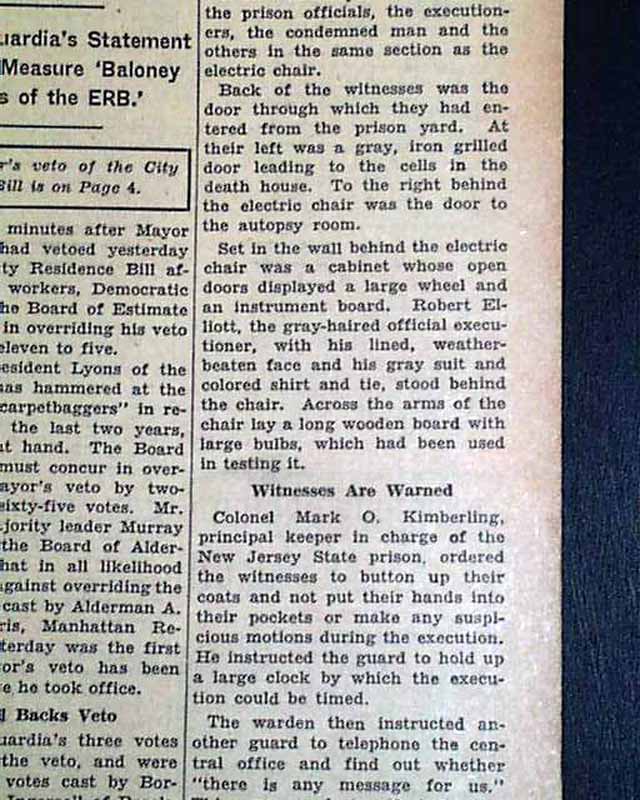 uardia's Statement
Measure 'Baloney
s of the ERB.'
r's veto of the City
Bill is on Page 4.
minutes after Mayor
had vetoed yesterday
ty Residence Bill af-
workers, Democratic
he Board of Estimate
in overriding his veto
eleven to five.
esident Lyons of the
has hammered at the
carpetbaggers" in re-
the last two years,
at hand. The Board
must concur in over-
ayor's veto by two-
sixty-five votes. Mr.
jority leader Murray
the Board of Alder-
hat in all likelihood
against overriding the
cast by Alderman A.
ris, Manhattan Re-
terday was the first
or's veto has been
e he took office.
Backs Veto
uardia's three votes
the veto, and were
votes cast by Bor-
the prison officials, the execution-
ers, the condemned man and the
others in the same section as the
electric chair.
Back of the witnesses was the
door through which they had en-
tered from the prison yard. At
their left was a gray, iron grilled
door leading to the cells in the
death house. To the right behind
the electric chair was the door to
the autopsy room.
Set in the wall behind the electric
chair was a cabinet whose open
doors displayed a large wheel and
an instrument board. Robert El-
liott, the gray-haired official execu-
tioner, with his lined, weather-
beaten face and his gray suit and
colored shirt and tie, stood behind
the chair. Across the arms of the
chair lay a long wooden board with
large bulbs, which had been used
in testing it.
Witnesses Are Warned
Colonel Mark O. Kimberling,
principal keeper in charge of the
New Jersey State prison, ordered
the witnesses to button up their
coats and not put their hands into
their pockets or make any suspi-
cious motions during the execution.
He instructed the guard to hold up
a large clock by which the execu-
tion could be timed.
The warden then instructed an-
other guard to telephone the cen-
tral office and find out whether
"there is any message for us."